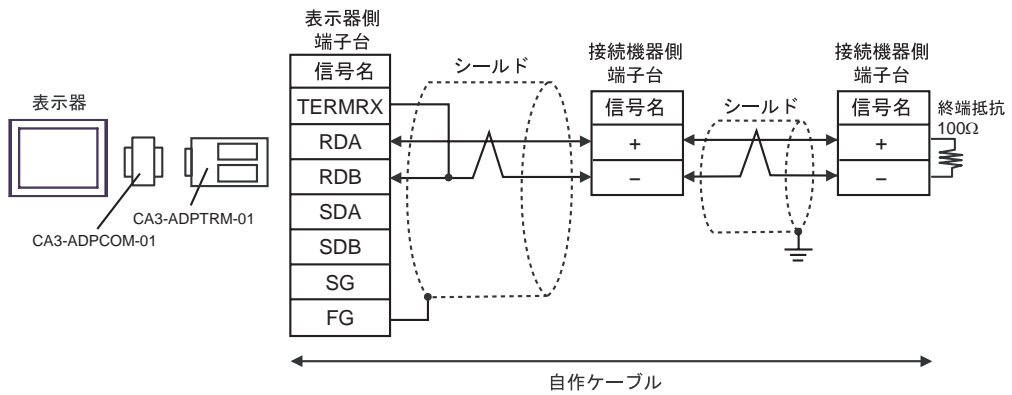 表示器
CA3-ADPCOM-01
CA3-ADPTRM-01
表示器側
端子台
信号名
TERMRX
RDA
RDB
SDA
SDB
SG
FG
シールド
接続機器側
端子台
信号名
+
-
シールド
接続機器側
端子台
信号名
+
-
終端抵抗
100Ω
自作ケーブル